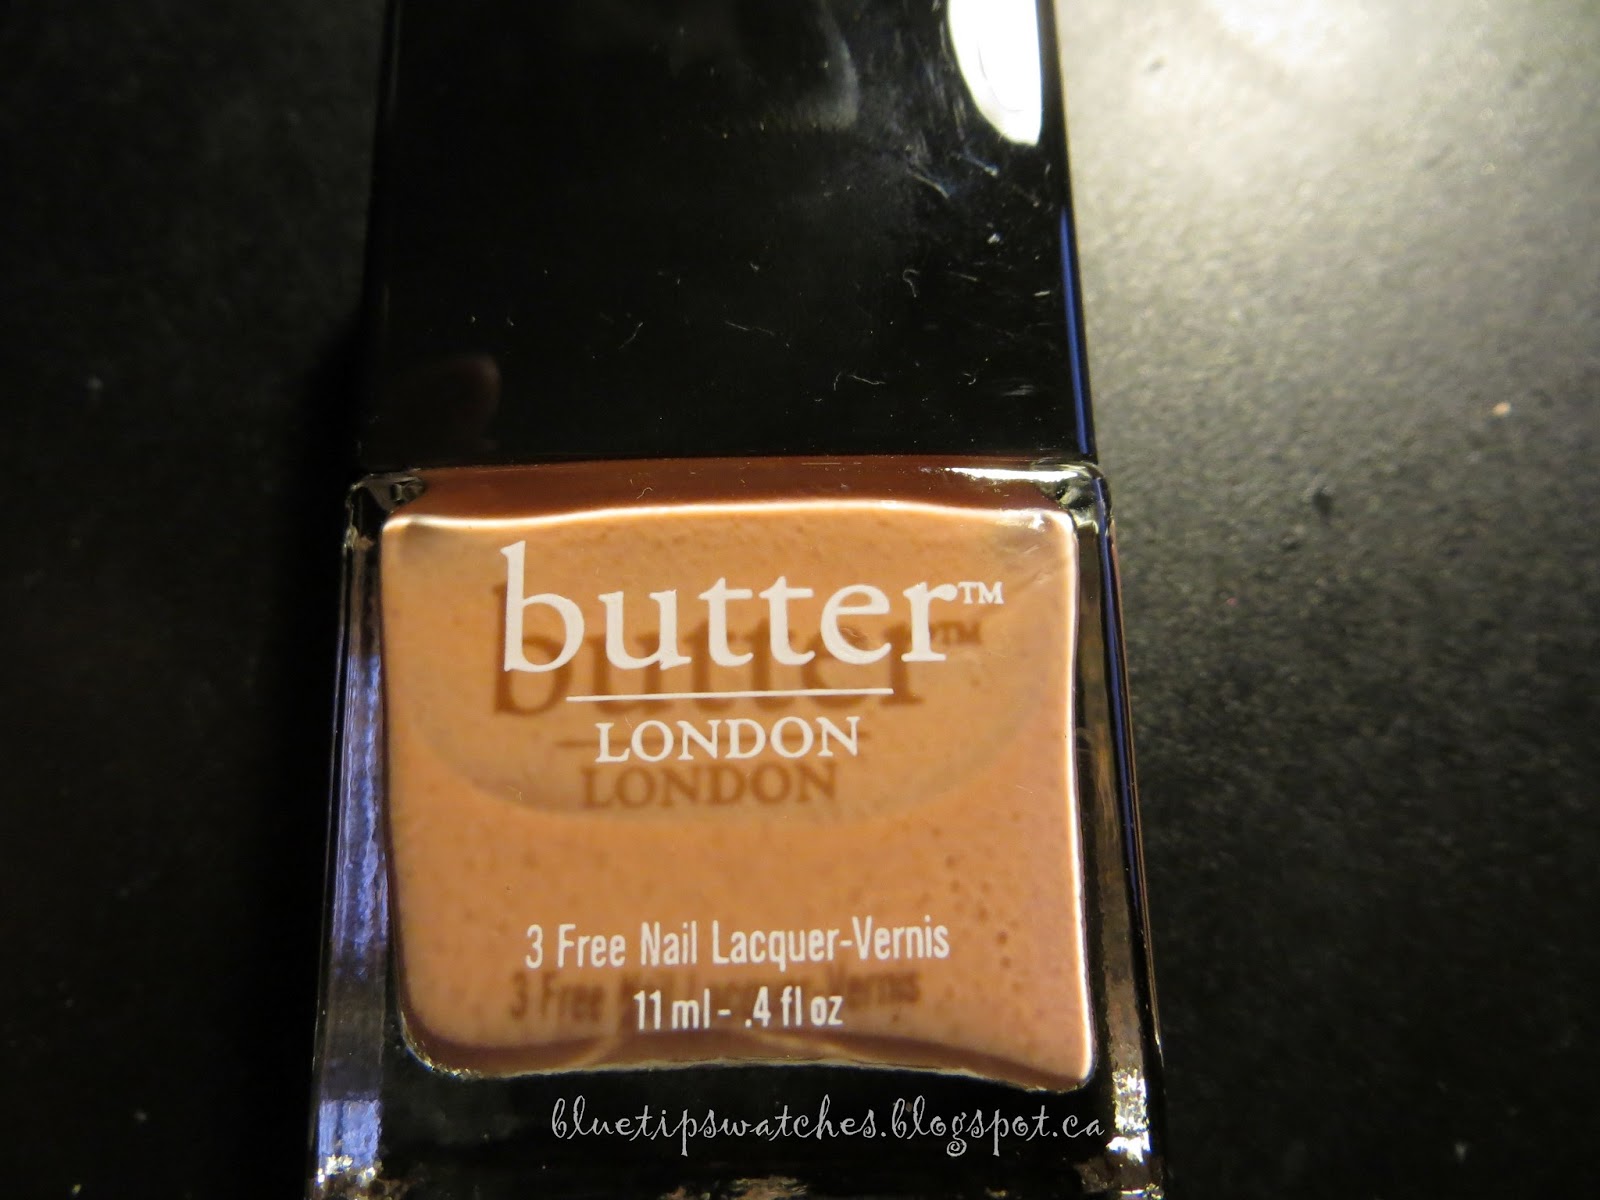 butter™
LONDON
3 Free Nail Lacquer-Vernis
11 ml - .4 fl oz
bluetipswatches.blogspot.ca